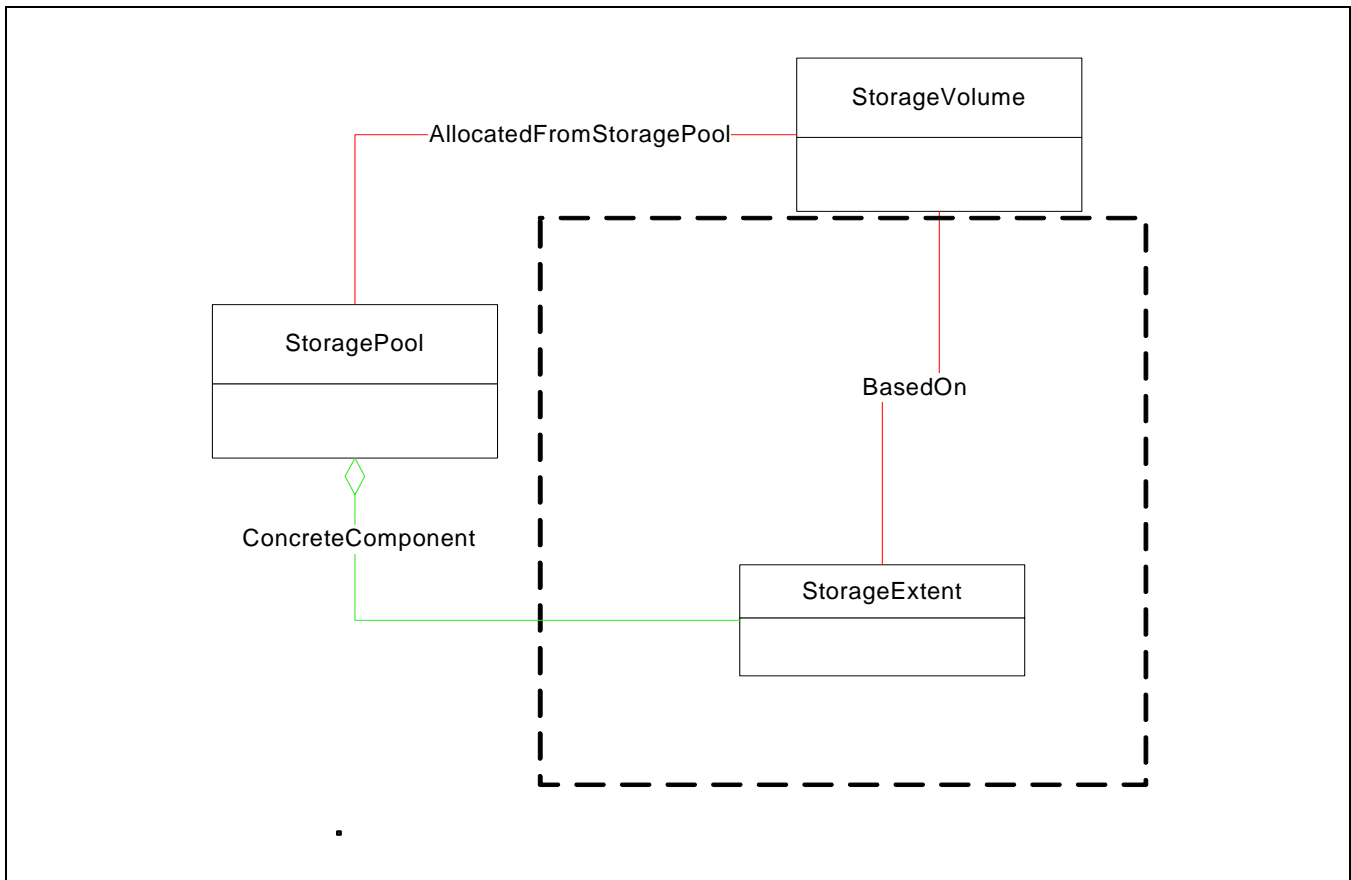 StorageVolume
AllocatedFromStoragePool
StoragePool
BasedOn
ConcreteComponent
StorageExtent